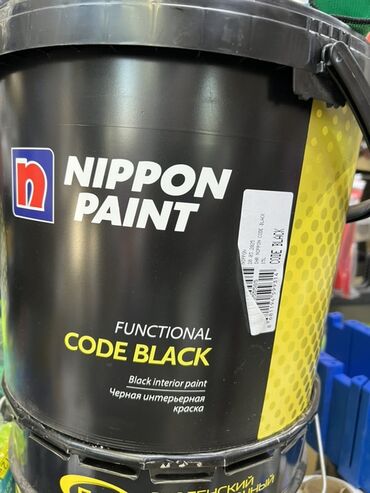 n
NIPPON
PAINT
CODE BLACK
FUNCTIONAL
CODE BLACK
Black interior paint
Черная интерьерная
краска